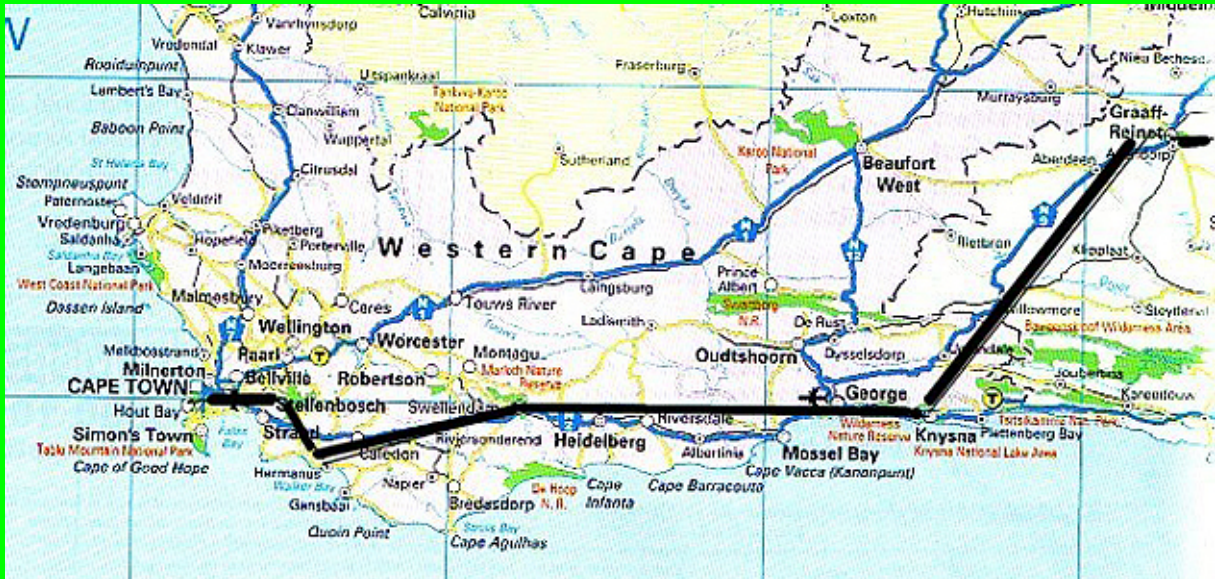 Vanrhynsdorp
Calvinia
Loxton
Hutchinson
Vredendal
Klawer
Rooiduinpunt
Uitspankraal
Fraserburg
Nieu Bethesda
Lambert's Bay
Tankwa-Karoo
National Park
Murraysburg
Clanwilliam
Baboon Point
Wuppertal
Graaff-
Reinet
St Helena Bay
Citrusdal
Sutherland
Karoo National
Park
Beaufort
West
Aberdeen
Stompneuspunt
Paternoster
Velddrif
Vredenburg
Piketberg
Saldanha
Hopefield
Porterville
Rietbron
Klipplaat
Saldanha Bay
Langebaan
Moorreesburg
Western Cape
West Coast National Park
Prince
Albert
Laingsburg
Dassen Island
Malmesbury
Ceres
Touws River
Swartberg
N.R.
Willowmore
Wellington
Ladismith
De Rust
Melkbosstrand
Paarl
T
Worcester
Montagu
Oudtshoorn
Dysselsdorp
Milnerton
Bellville
Robertson
Marloth Nature
Reserve
Joubertina
CAPE TOWN
Stellenbosch
George
T
Kareedouw
Hout Bay
Swellendam
Riversdale
Wilderness
Nature Reserve
Tsitsikamma Nat. Park
Simon's Town
False
Bay
Strand
Heidelberg
Knysna
Plettenberg Bay
Table Mountain National Park
Caledon
Riviersonderend
Albertinia
Mossel Bay
Knysna National Lake Area
Cape of Good Hope
Hermanus
Cape Vacca (Kanonpunt)
Walker Bay
Napier
De Hoop
N.R.
Cape
Infanta
Cape Barracouta
Gansbaai
Bredasdorp
Quoin Point
Struis Bay
Cape Agulhas